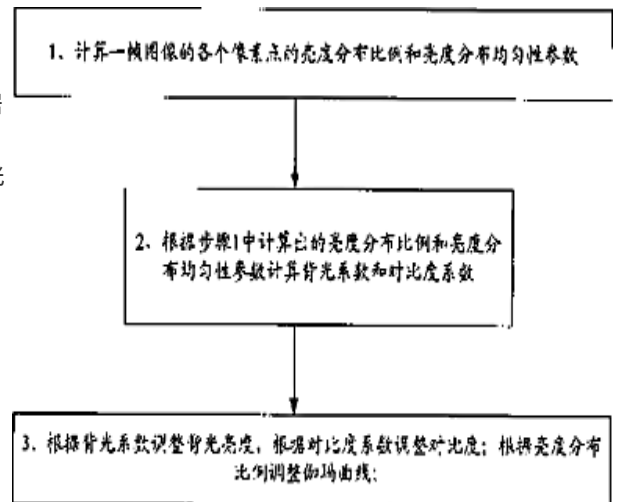 1、计算一帧图像的各个像素点的亮度分布比例和亮度分布均匀性参数
2、根据步骤1中计算出的亮度分布比例和亮度分
布均匀性参数计算背光系数和对比度系数
3、根据背光系数调整背光亮度，根据对比度系数调整对比度；根据亮度分布
比例调整伽玛曲线；